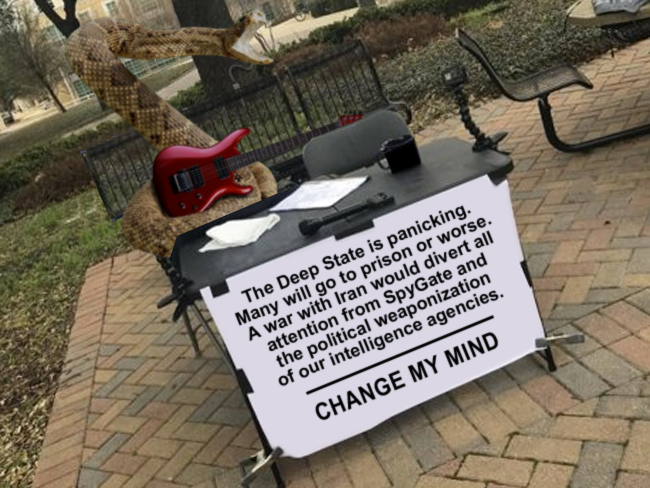 The Deep State is panicking.
Many will go to prison or worse.
A war with Iran would divert all
attention from SpyGate and
the political weaponization
of our intelligence agencies.
CHANGE MY MIND